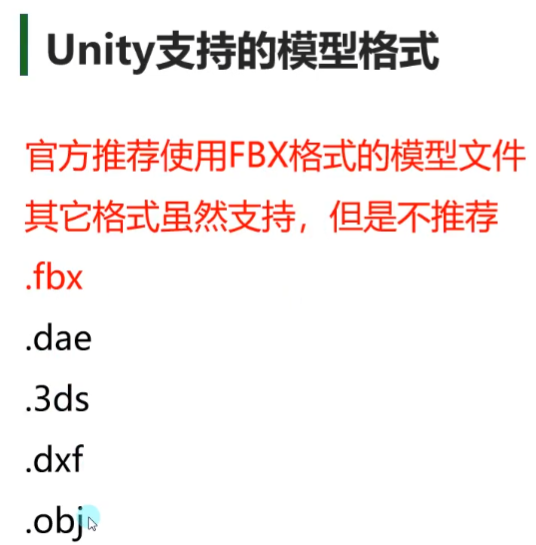 Unity支持的模型格式
官方推荐使用FBX格式的模型文件
其它格式虽然支持，但是不推荐
.fbx
.dae
.3ds
.dxf
.obj